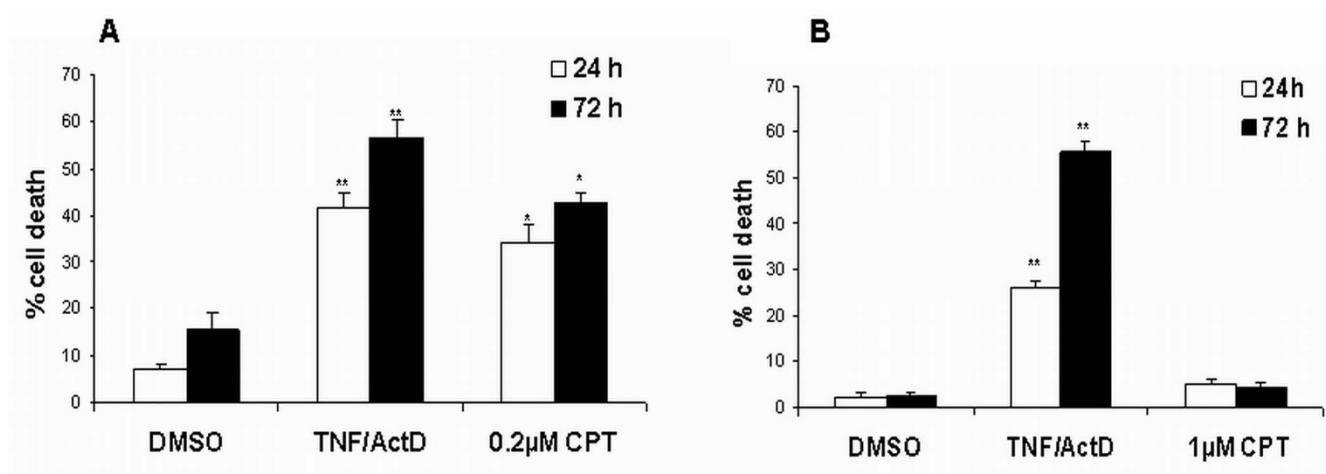 A
70
60
50
40
30
20
10
0
% cell death
24 h
72 h
**
**
*
*
DMSO
TNF/ActD
0.2µM CPT
B
70
60
50
40
30
20
10
0
% cell death
24h
72 h
**
**
DMSO
TNF/ActD
1µM CPT